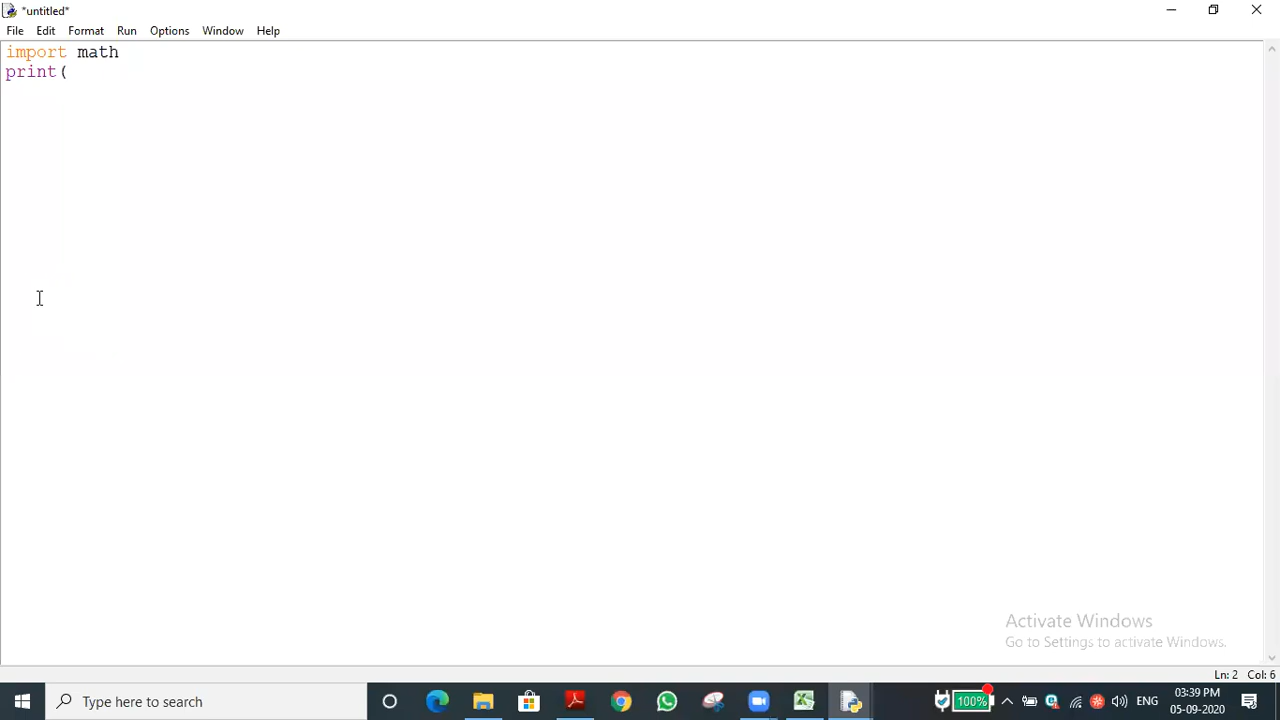 *untitled*
File Edit Format Run Options Window Help
import math
print(
Activate Windows
Go to Settings to activate Windows.
Ln: 2 Col: 6
Type here to search
100%
ENG
03:39 PM
05-09-2020